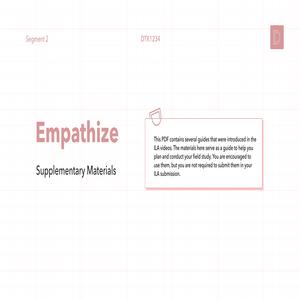 Segment 2
DTK1234
D
Empathize
Supplementary Materials
This PDF contains several guides that were introduced in the
ILA videos. The materials here serve as a guide to help you
plan and conduct your field study. You are encouraged to
use them, but you are not required to submit them in your
ILA submission.